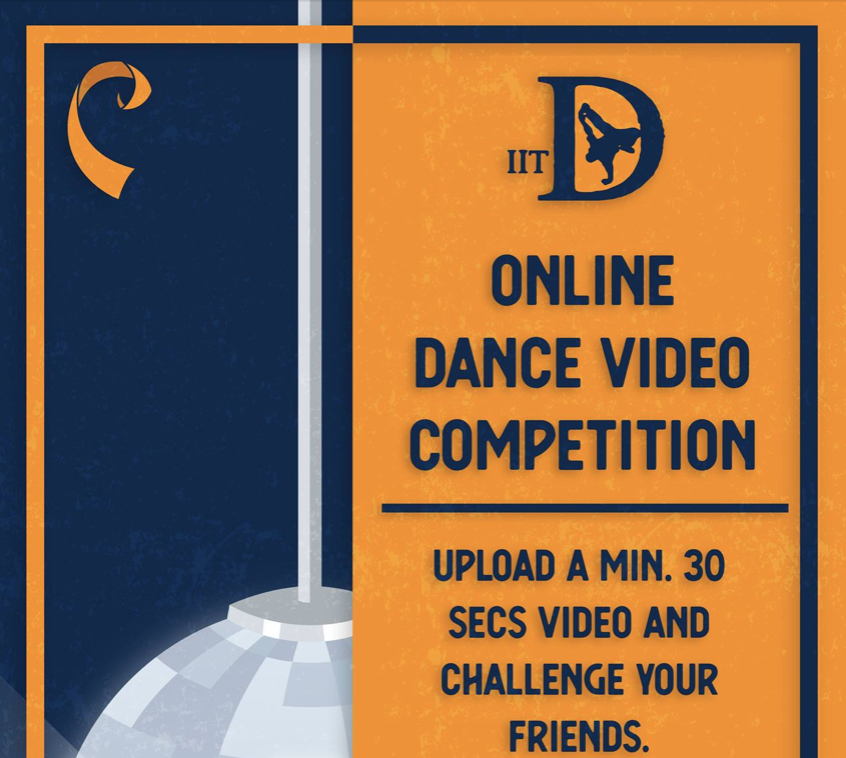 IIT D
ONLINE
DANCE VIDEO
COMPETITION
UPLOAD A MIN. 30
SECS VIDEO AND
CHALLENGE YOUR
FRIENDS.